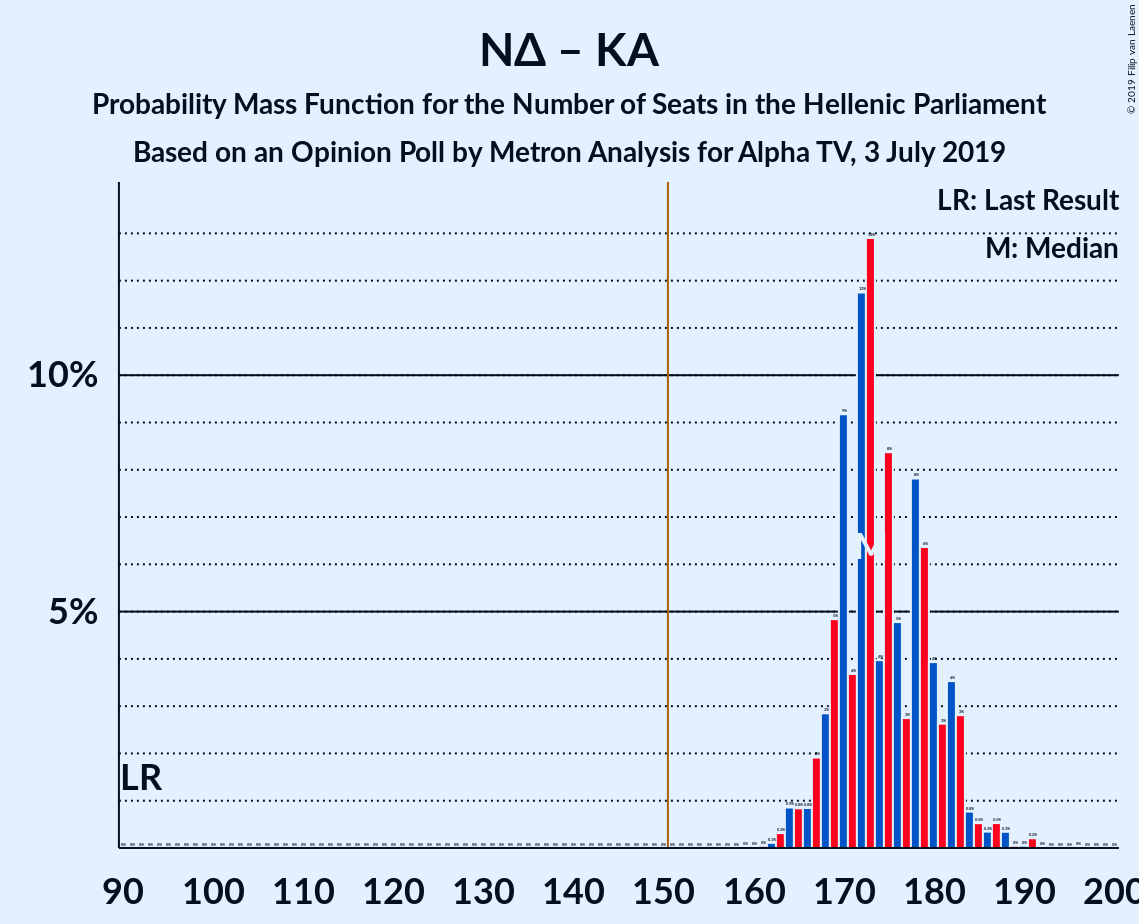 NΔ – KA
Probability Mass Function for the Number of Seats in the Hellenic Parliament
Based on an Opinion Poll by Metron Analysis for Alpha TV, 3 July 2019
© 2019 Filip van Laenen
LR: Last Result
M: Median
10%
5%
M
LR
90 100 110 120 130 140 150 160 170 180 190 200